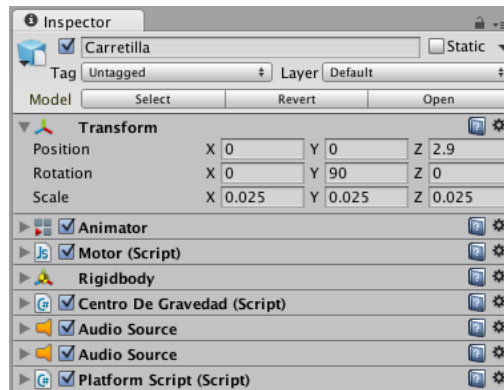 Inspector
Carretilla Static
Tag Untagged Layer Default
Model Select Revert Open
Transform
Position X 0 Y 0 Z 2.9
Rotation X 0 Y 90 Z 0
Scale X 0.025 Y 0.025 Z 0.025
Animator
Js Motor (Script)
Rigidbody
C# Centro De Gravedad (Script)
Audio Source
Audio Source
C# Platform Script (Script)